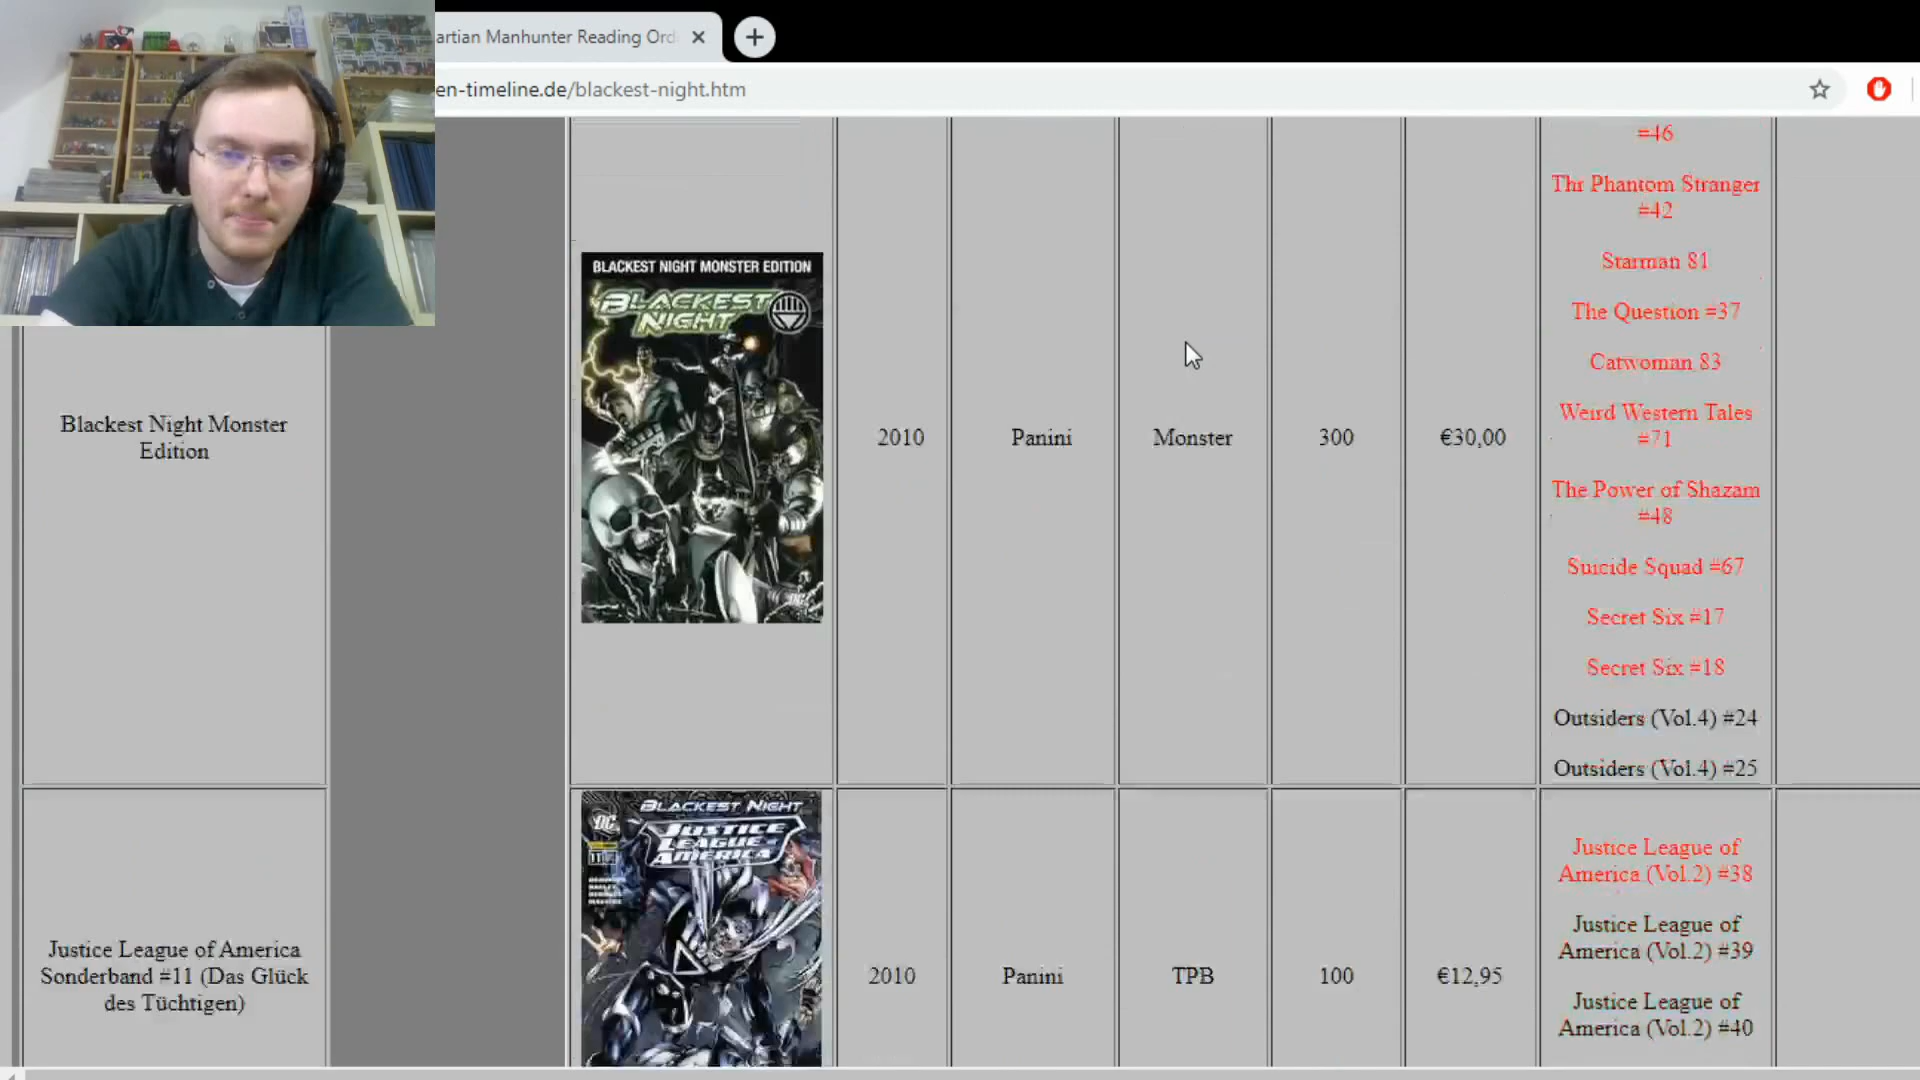 artian Manhunter Reading Ord
en-timeline.de/blackest-night.htm
#46
Thr Phantom Stranger
#42
Starman 81
The Question #37
Catwoman 83
Weird Western Tales
#71
The Power of Shazam
#48
Suicide Squad #67
Secret Six #17
Secret Six #18
Outsiders (Vol.4) #24
Outsiders (Vol.4) #25
Blackest Night Monster
Edition
BLACKEST NIGHT MONSTER EDITION
BLACKEST
NIGHT
2010
Panini
Monster
300
€30,00
Justice League of America
Sonderband #11 (Das Glück
des Tüchtigen)
BLACKEST NIGHT
DC
JUSTICE
LEAGUE OF
AMERICA
11
2010
Panini
TPB
100
€12,95
Justice League of
America (Vol.2) #38
Justice League of
America (Vol.2) #39
Justice League of
America (Vol.2) #40